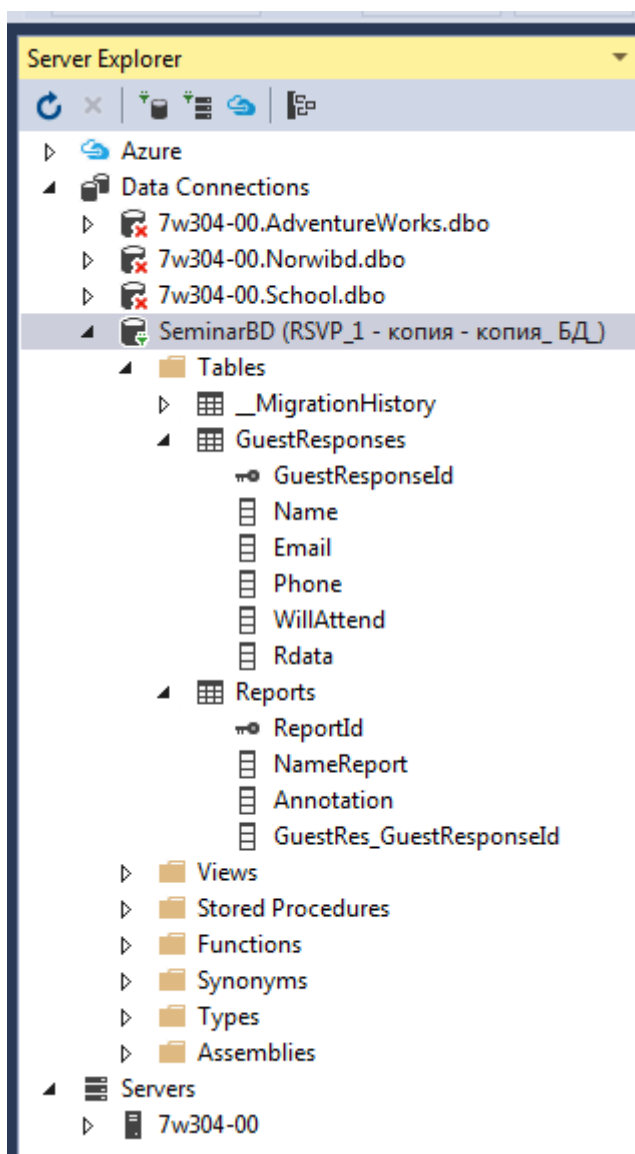 Server Explorer
Azure
Data Connections
7w304-00.AdventureWorks.dbo
7w304-00.Norwibd.dbo
7w304-00.School.dbo
SeminarBD (RSVP_1 - копия - копия_ БД_)
Tables
__MigrationHistory
GuestResponses
GuestResponseId
Name
Email
Phone
WillAttend
Rdata
Reports
ReportId
NameReport
Annotation
GuestRes_GuestResponseId
Views
Stored Procedures
Functions
Synonyms
Types
Assemblies
Servers
7w304-00